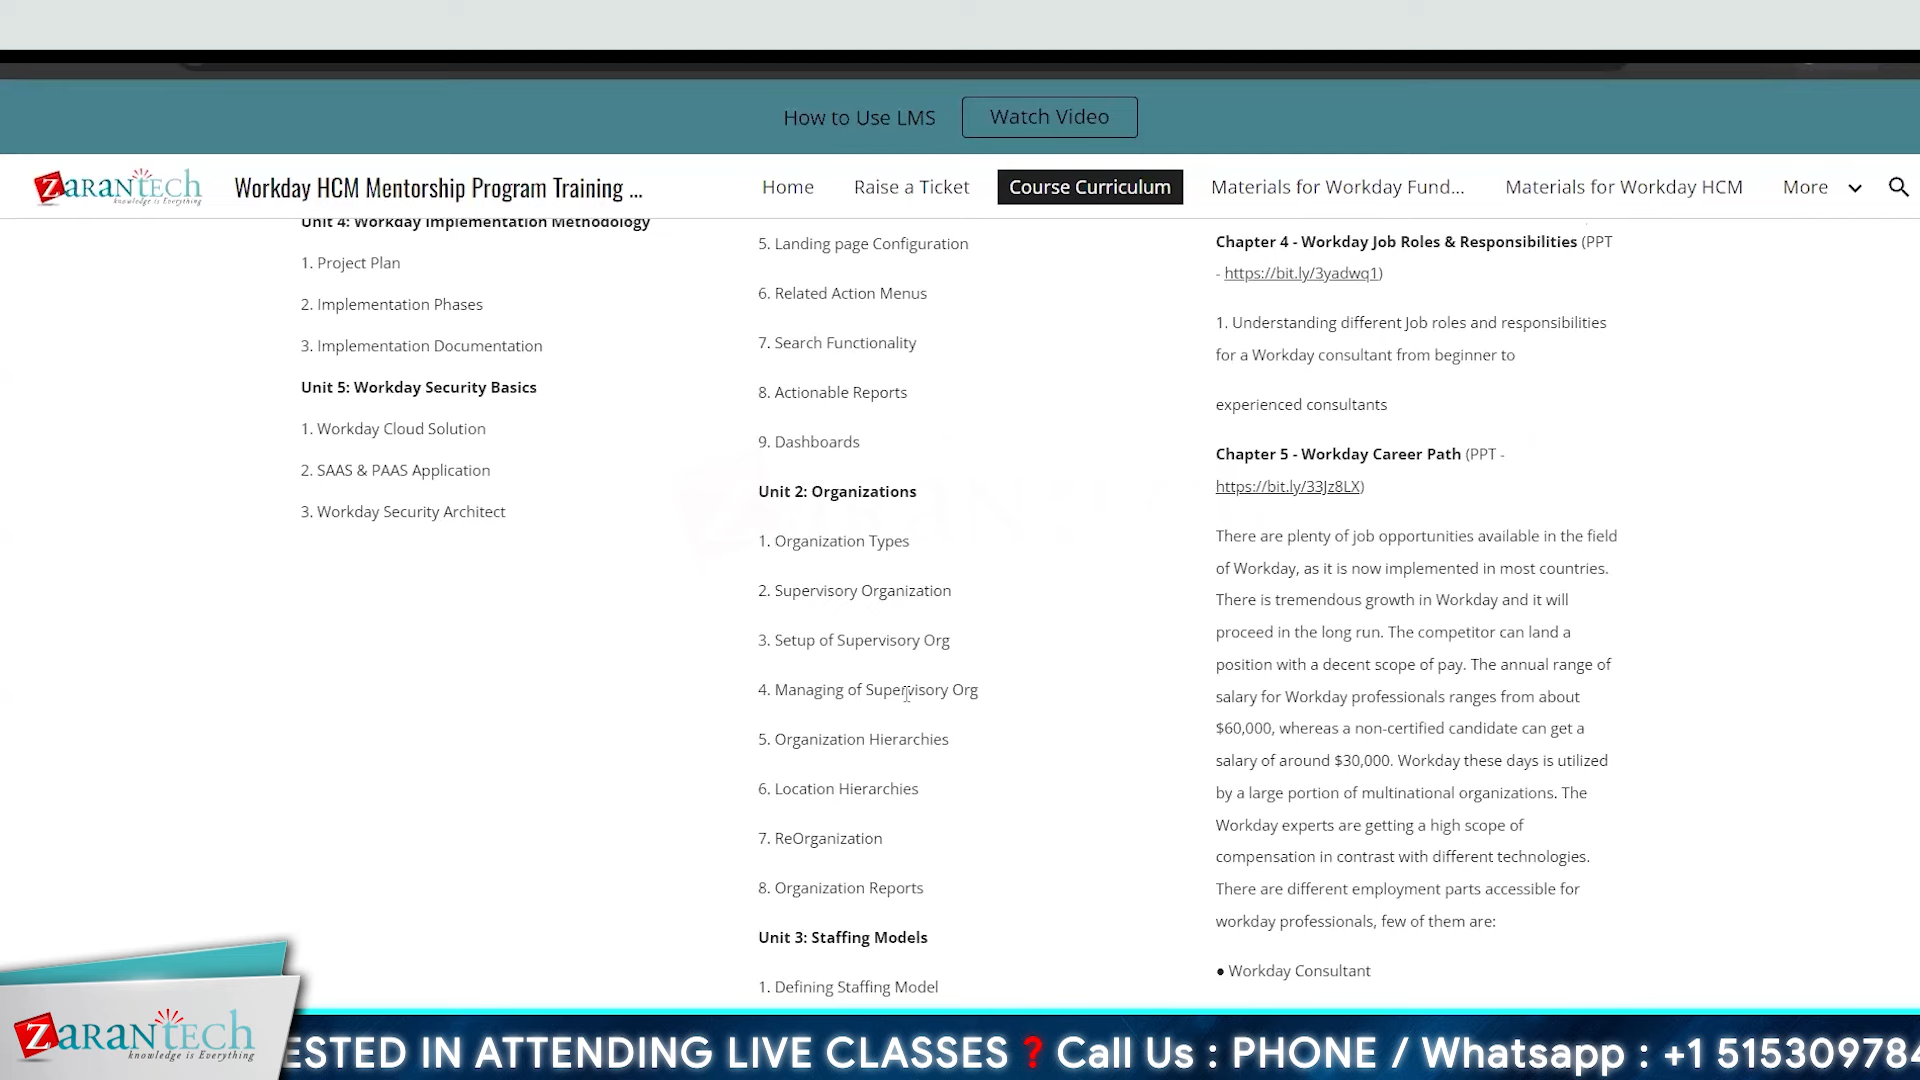 How to Use LMS
Watch Video
ZaranTech
knowledge is Everything
Workday HCM Mentorship Program Training ...
Home
Raise a Ticket
Course Curriculum
Materials for Workday Fund...
Materials for Workday HCM
More
Unit 4: Workday Implementation Methodology
1. Project Plan
2. Implementation Phases
3. Implementation Documentation
Unit 5: Workday Security Basics
1. Workday Cloud Solution
2. SAAS & PAAS Application
3. Workday Security Architect
5. Landing page Configuration
6. Related Action Menus
7. Search Functionality
8. Actionable Reports
9. Dashboards
Unit 2: Organizations
1. Organization Types
2. Supervisory Organization
3. Setup of Supervisory Org
4. Managing of Supervisory Org
5. Organization Hierarchies
6. Location Hierarchies
7. ReOrganization
8. Organization Reports
Unit 3: Staffing Models
1. Defining Staffing Model
Chapter 4 - Workday Job Roles & Responsibilities (PPT
- https://bit.ly/3yadwq1)
1. Understanding different Job roles and responsibilities
for a Workday consultant from beginner to
experienced consultants
Chapter 5 - Workday Career Path (PPT -
https://bit.ly/33Jz8LX)
There are plenty of job opportunities available in the field
of Workday, as it is now implemented in most countries.
There is tremendous growth in Workday and it will
proceed in the long run. The competitor can land a
position with a decent scope of pay. The annual range of
salary for Workday professionals ranges from about
$60,000, whereas a non-certified candidate can get a
salary of around $30,000. Workday these days is utilized
by a large portion of multinational organizations. The
Workday experts are getting a high scope of
compensation in contrast with different technologies.
There are different employment parts accessible for
workday professionals, few of them are:
● Workday Consultant
ZaranTech
knowledge is Everything
ESTED IN ATTENDING LIVE CLASSES ❓ Call Us : PHONE / Whatsapp : +1 515309784